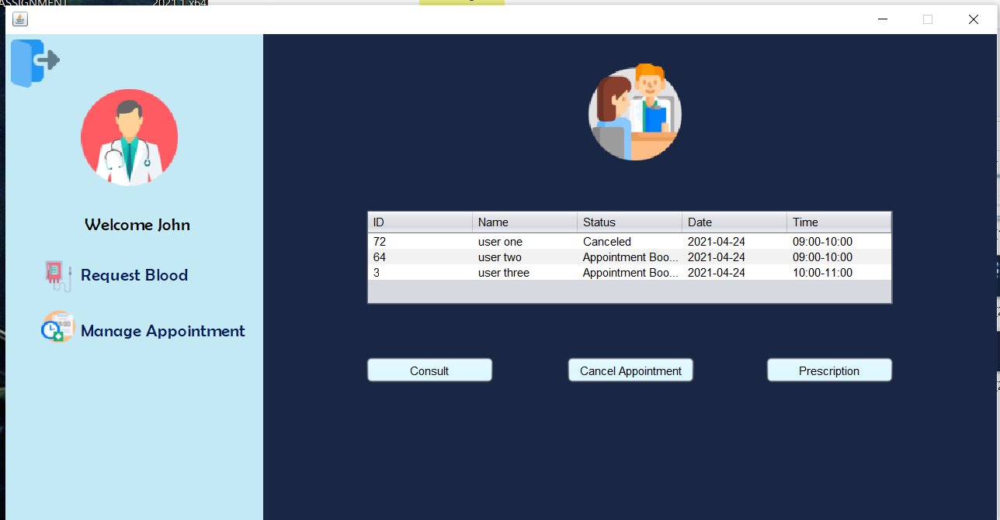 ASSIGNMENT 2021.1 x64
Welcome John
Request Blood
Manage Appointment
ID Name Status Date Time
72 user one Canceled 2021-04-24 09:00-10:00
64 user two Appointment Boo... 2021-04-24 09:00-10:00
3 user three Appointment Boo... 2021-04-24 10:00-11:00
Consult Cancel Appointment Prescription